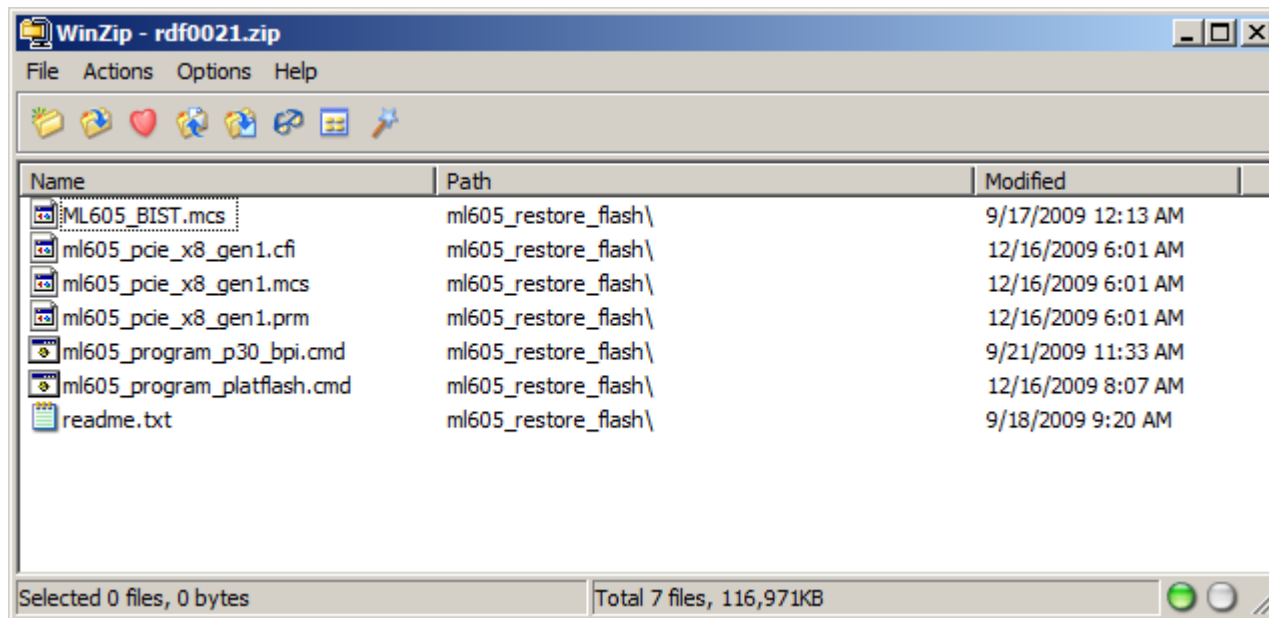 WinZip - rdf0021.zip
File Actions Options Help
Name Path Modified
ML605_BIST.mcs ml605_restore_flash\ 9/17/2009 12:13 AM
ml605_pcie_x8_gen1.cfi ml605_restore_flash\ 12/16/2009 6:01 AM
ml605_pcie_x8_gen1.mcs ml605_restore_flash\ 12/16/2009 6:01 AM
ml605_pcie_x8_gen1.prm ml605_restore_flash\ 12/16/2009 6:01 AM
ml605_program_p30_bpi.cmd ml605_restore_flash\ 9/21/2009 11:33 AM
ml605_program_platflash.cmd ml605_restore_flash\ 12/16/2009 8:07 AM
readme.txt ml605_restore_flash\ 9/18/2009 9:20 AM
Selected 0 files, 0 bytes Total 7 files, 116,971KB